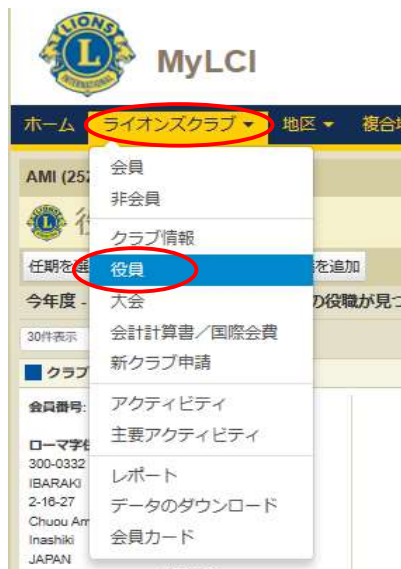 LIONS
L
INTERNATIONAL
MyLCI
ホーム ライオンズクラブ 地区 複合
AMI (252
会員
非会員
クラブ情報
任期を 役員 を追加
今年度 - 大会 の役職が見つ
30件表示 会計計算書／国際会費
新クラブ申請
クラブ
会員番号: アクティビティ
主要アクティビティ
ローマ字
300-0332 レポート
IBARAKI
2-16-27 データのダウンロード
Chuou Am
Inashiki 会員カード
JAPAN